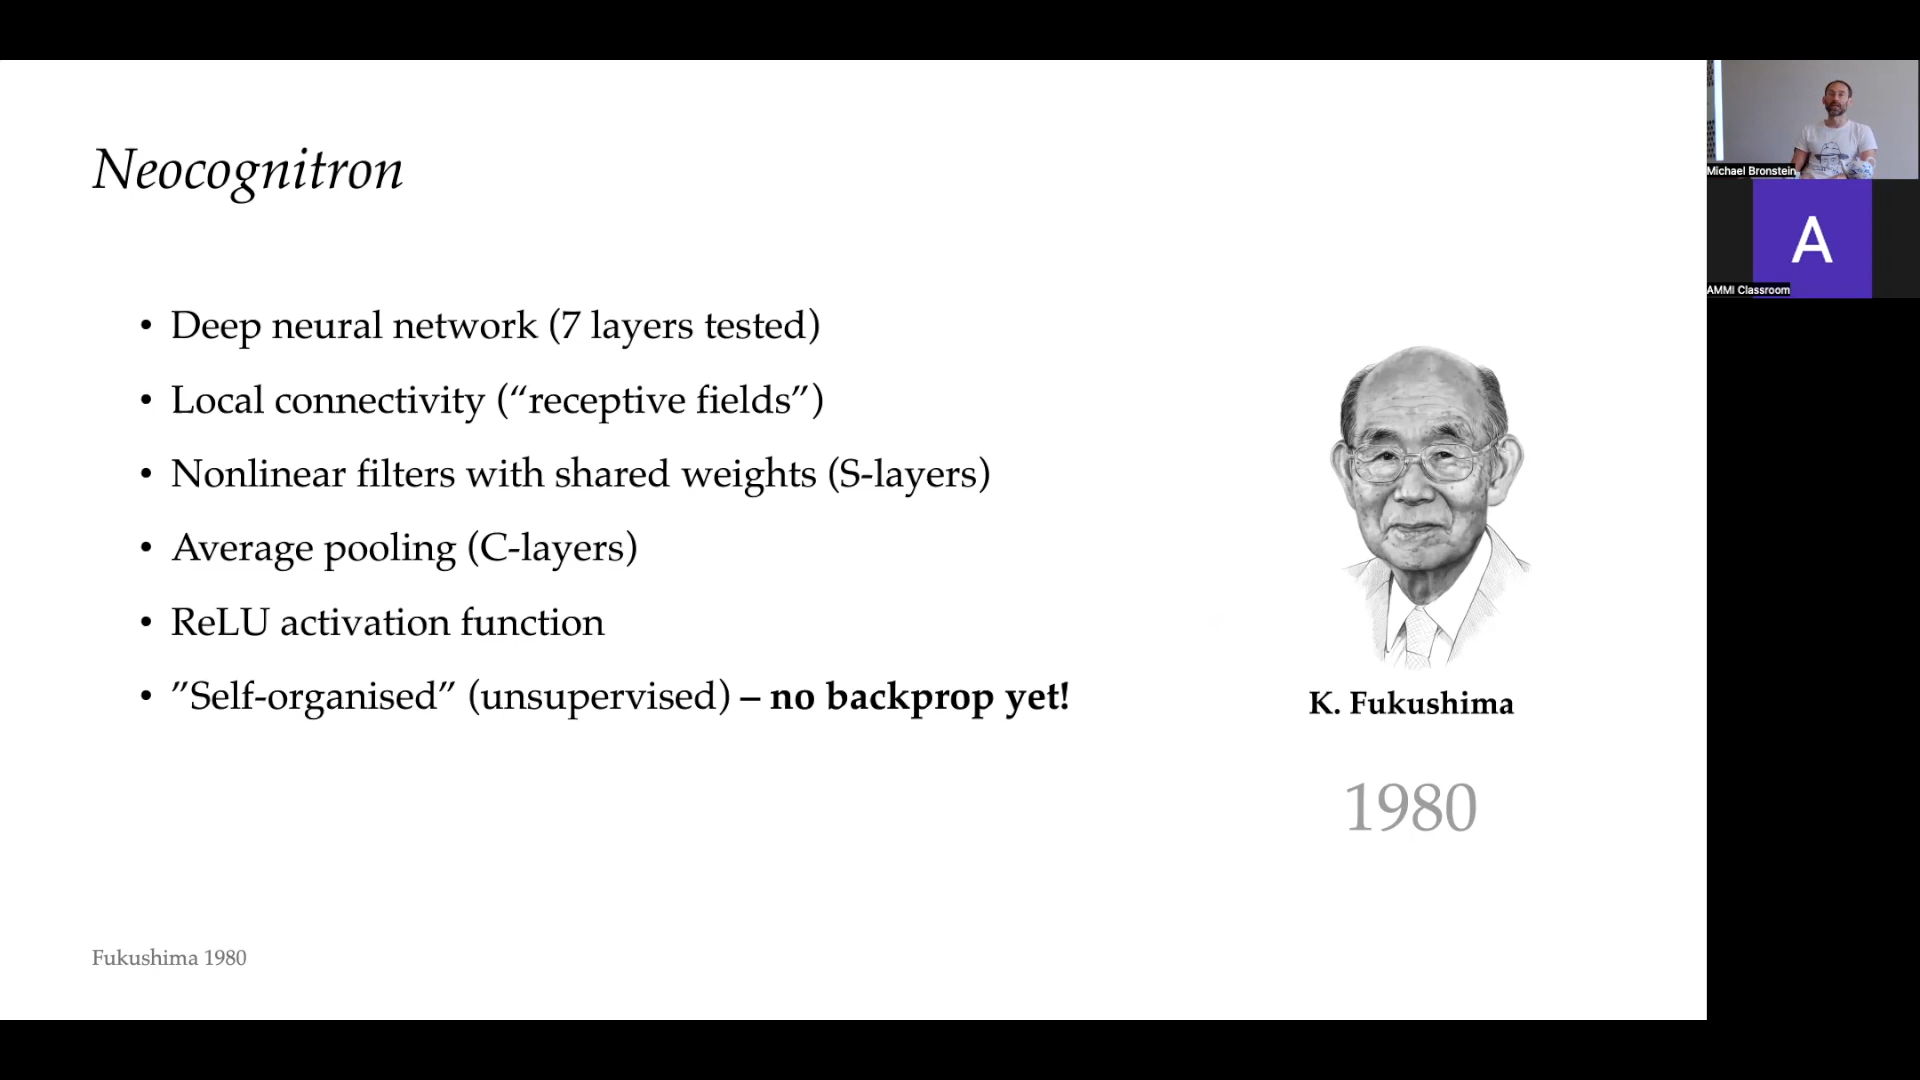 Neocognitron
• Deep neural network (7 layers tested)
• Local connectivity (“receptive fields”)
• Nonlinear filters with shared weights (S-layers)
• Average pooling (C-layers)
• ReLU activation function
• ”Self-organised” (unsupervised) – no backprop yet!
K. Fukushima
1980
Fukushima 1980
Michael Bronstein
A
AMMI Classroom